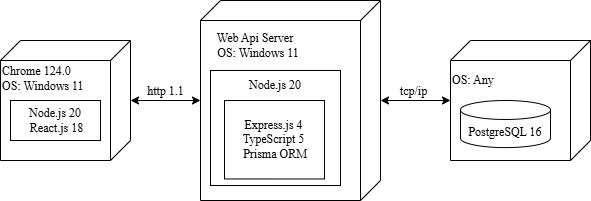 Chrome 124.0
OS: Windows 11
Node.js 20
React.js 18
http 1.1
Web Api Server
OS: Windows 11
Node.js 20
Express.js 4
TypeScript 5
Prisma ORM
tcp/ip
OS: Any
PostgreSQL 16